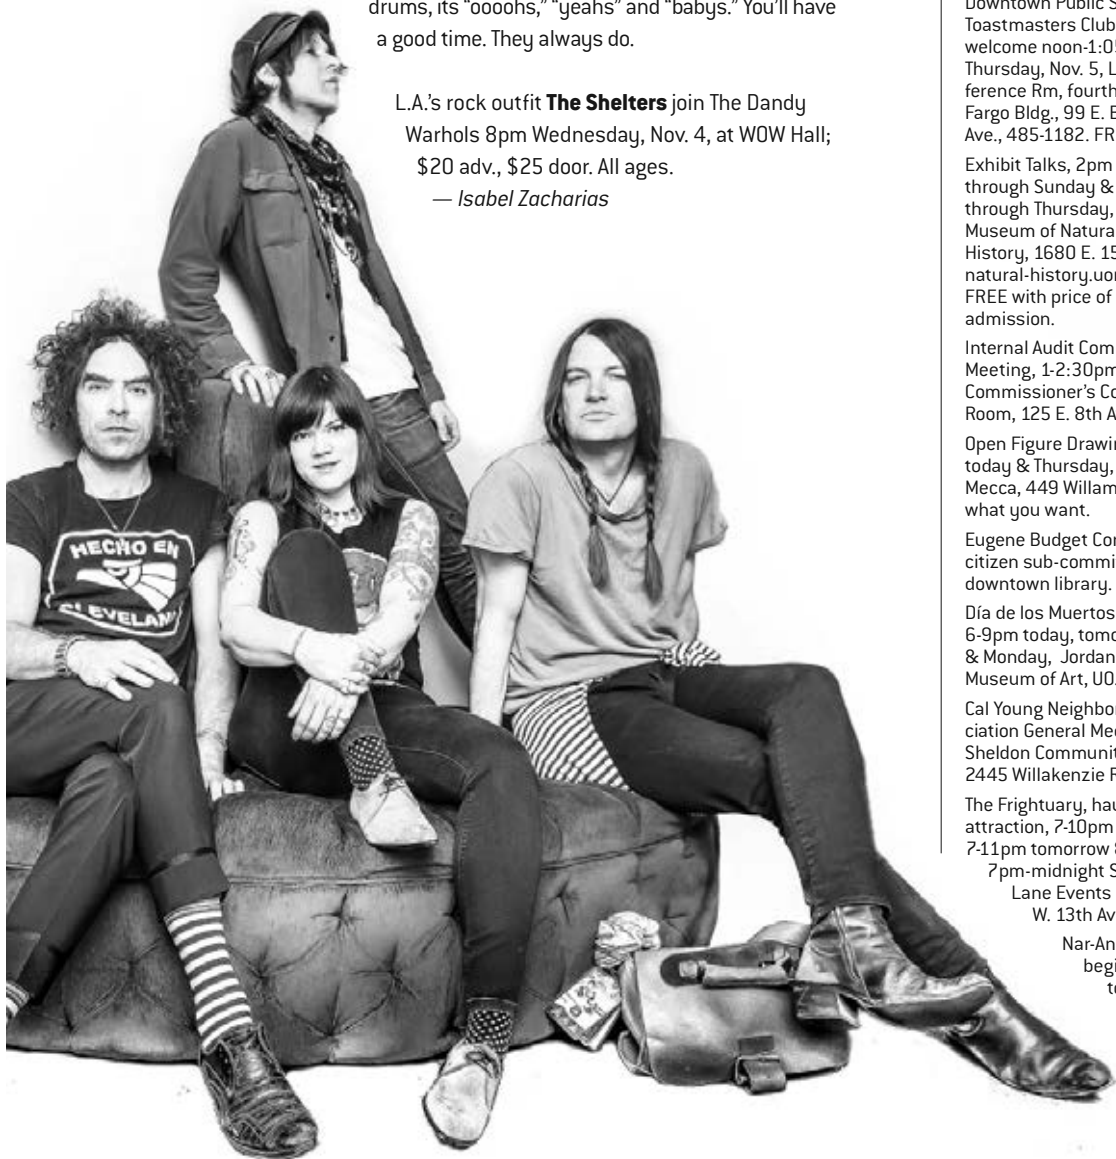 drums, its “oooohs,” “yeahs” and “babys.” You’ll have
a good time. They always do.
L.A.’s rock outfit The Shelters join The Dandy
Warhols 8pm Wednesday, Nov. 4, at WOW Hall;
$20 adv., $25 door. All ages.
— Isabel Zacharias
HECHO EN
CLEVELAN
Downtown Public S
Toastmasters Club
welcome noon-1:0
Thursday, Nov. 5, L
ference Rm, fourth
Fargo Bldg., 99 E. B
Ave., 485-1182. FR
Exhibit Talks, 2pm
through Sunday &
through Thursday,
Museum of Natura
History, 1680 E. 15
natural-history.uor
FREE with price of
admission.
Internal Audit Com
Meeting, 1-2:30pm
Commissioner’s Co
Room, 125 E. 8th A
Open Figure Drawin
today & Thursday,
Mecca, 449 Willam
what you want.
Eugene Budget Co
citizen sub-commi
downtown library.
Día de los Muertos
6-9pm today, tomo
& Monday, Jordan
Museum of Art, UO
Cal Young Neighbor
ciation General Mee
Sheldon Communit
2445 Willakenzie R
The Frightuary, hau
attraction, 7-10pm
7-11pm tomorrow
7pm-midnight S
Lane Events
W. 13th Av
Nar-An
begi
to